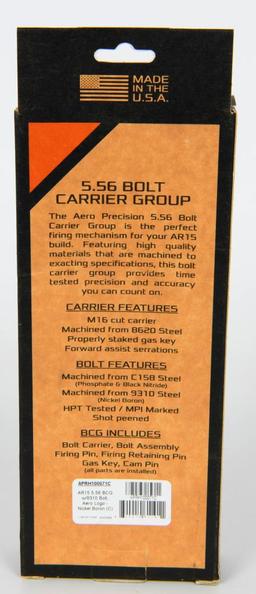 MADE
IN THE
U.S.A.
5.56 BOLT
CARRIER GROUP
The Aero Precision 5.56 Bolt
Carrier Group is the perfect
firing mechanism for your AR15
build. Featuring high quality
materials that are machined to
exacting specifications, this bolt
carrier group provides time
tested precision and accuracy
you can count on.
CARRIER FEATURES
M16 cut carrier
Machined from 8620 Steel
Properly staked gas key
Forward assist serrations
BOLT FEATURES
Machined from C158 Steel
(Phosphate & Black Nitride)
Machined from 9310 Steel
(Nickel Boron)
HPT Tested / MPI Marked
Shot peened
BCG INCLUDES
Bolt Carrier, Bolt Assembly
Firing Pin, Firing Retaining Pin
Gas Key, Cam Pin
(all parts are installed)
APRH100071C
AR15 5.56 BCG
w/9310 Bolt,
Aero Logo -
Nickel Boron (C)